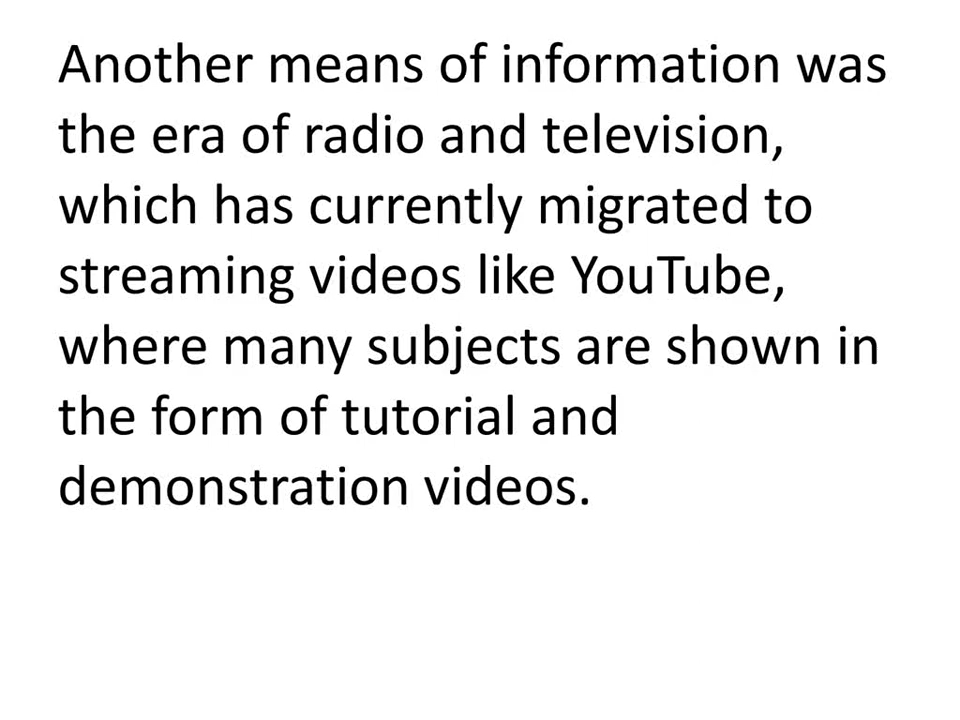 Another means of information was
the era of radio and television,
which has currently migrated to
streaming videos like YouTube,
where many subjects are shown in
the form of tutorial and
demonstration videos.